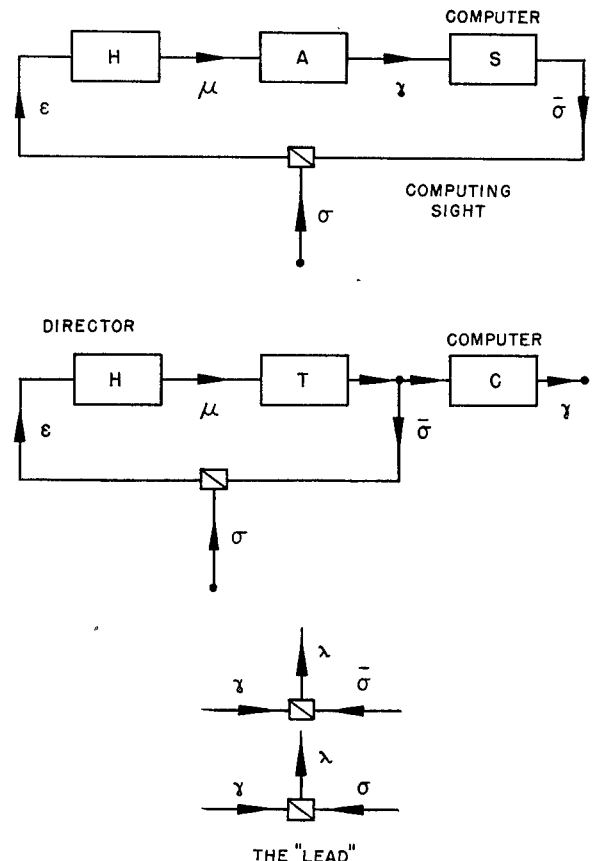 COMPUTER
H A S
μ γ
ε σ̄
COMPUTING
SIGHT
σ
DIRECTOR COMPUTER
H T C
μ γ
ε σ̄
σ
λ
γ σ̄
λ
γ σ
THE "LEAD"